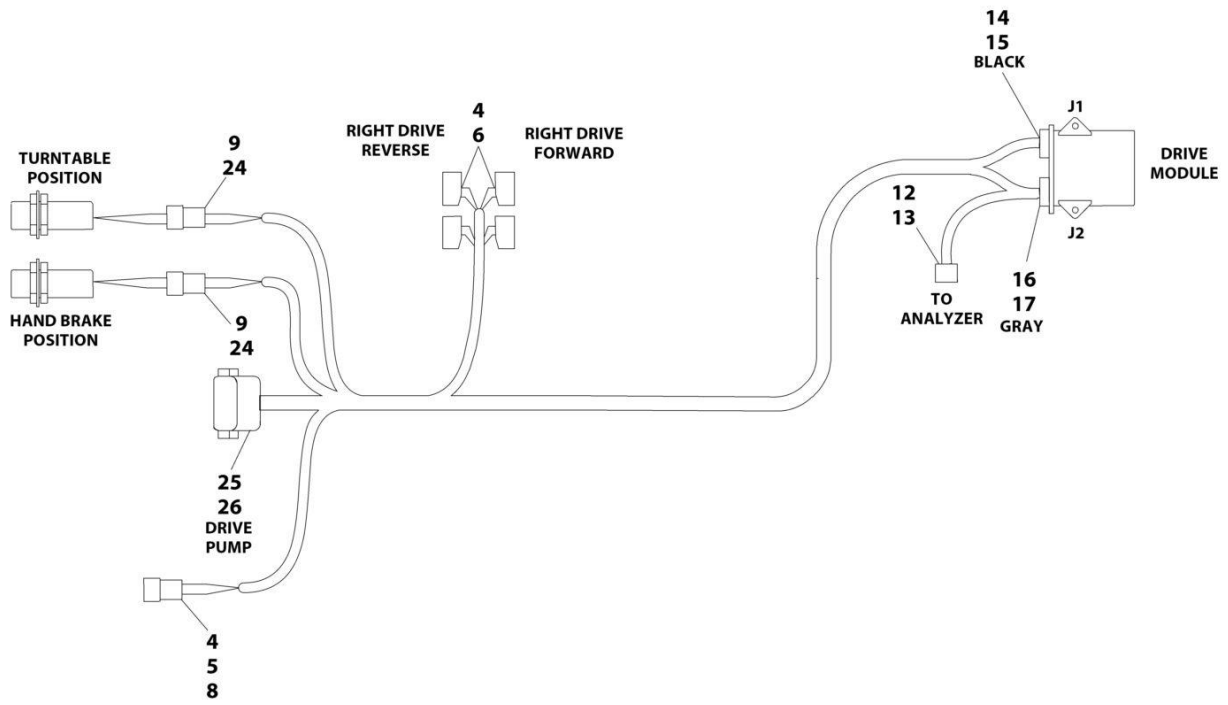 14
15
BLACK
J1
DRIVE
MODULE
J2
4
6
RIGHT DRIVE
REVERSE
RIGHT DRIVE
FORWARD
9
24
TURNTABLE
POSITION
12
13
TO
ANALYZER
16
17
GRAY
HAND BRAKE
POSITION
9
24
25
26
DRIVE
PUMP
4
5
8